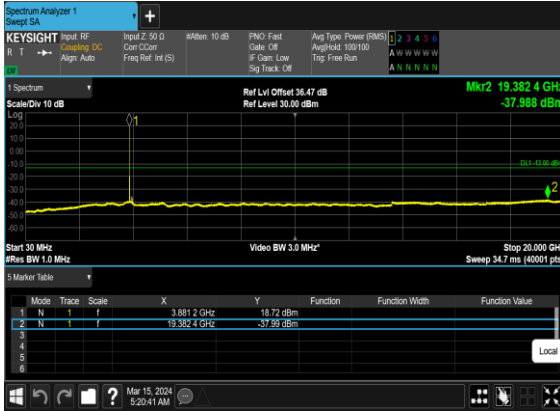 Spectrum Analyzer 1
Swept SA
+
KEYSIGHT Input: RF Input Z: 50 Ω #Atten: 10 dB PNO: Fast Avg Type: Power (RMS) 1 2 3 4 5 6
R T Coupling: DC Corr CCorr Gate: Off Avg|Hold: 100/100 A W W W W W
Align: Auto Freq Ref: Int (S) IF Gain: Low Trig: Free Run
Sig Track: Off A N N N N N
1 Spectrum Ref Lvl Offset 36.47 dB Mkr2 19.382 4 GHz
Scale/Div 10 dB Ref Level 30.00 dBm -37.988 dBm
Log
20.0
10.0
0.00
-10.0
-20.0
-30.0
-40.0
-50.0
-60.0
1
DL1 -13.00 dBm
2
Start 30 MHz Video BW 3.0 MHz* Stop 20.000 GH
#Res BW 1.0 MHz Sweep 34.7 ms (40001 pts
5 Marker Table
Mode Trace Scale X Y Function Function Width Function Value
1 N 1 f 3.881 2 GHz 18.72 dBm
2 N 1 f 19.382 4 GHz -37.99 dBm
3
4
5
6
Local
? Mar 15, 2024
5:20:41 AM